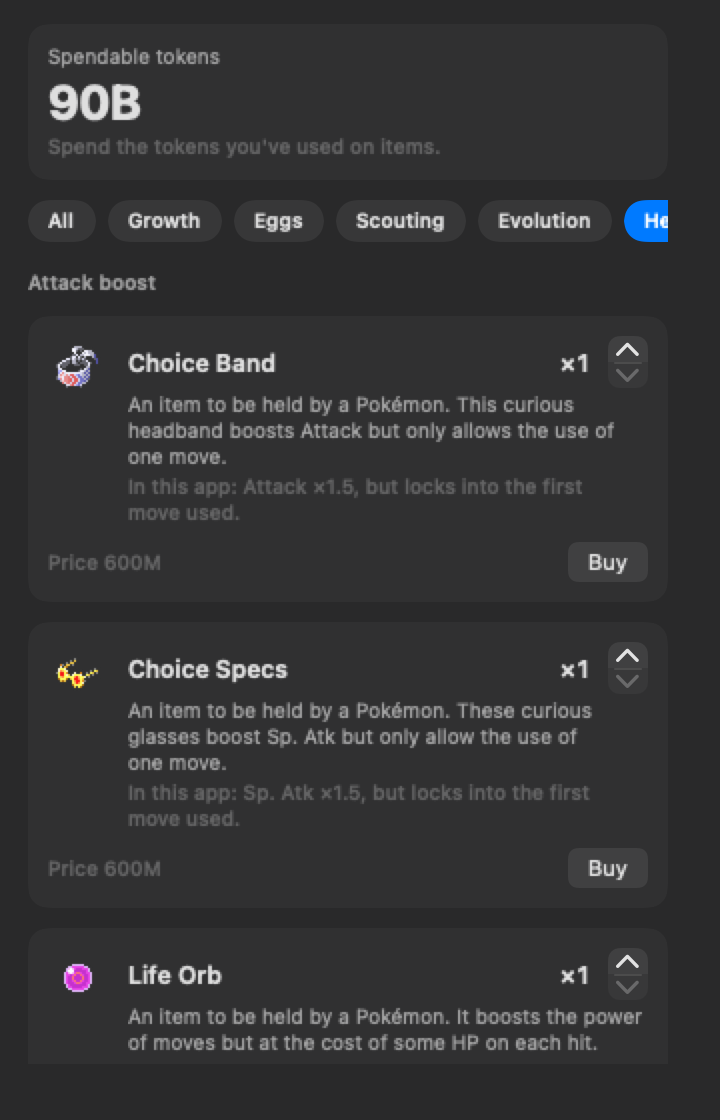 Spendable tokens
90B
Spend the tokens you've used on items.
All
Growth
Eggs
Scouting
Evolution
He
Attack boost
Choice Band
×1
An item to be held by a Pokémon. This curious
headband boosts Attack but only allows the use of
one move.
In this app: Attack ×1.5, but locks into the first
move used.
Price 600M
Buy
Choice Specs
×1
An item to be held by a Pokémon. These curious
glasses boost Sp. Atk but only allow the use of
one move.
In this app: Sp. Atk ×1.5, but locks into the first
move used.
Price 600M
Buy
Life Orb
×1
An item to be held by a Pokémon. It boosts the power
of moves but at the cost of some HP on each hit.